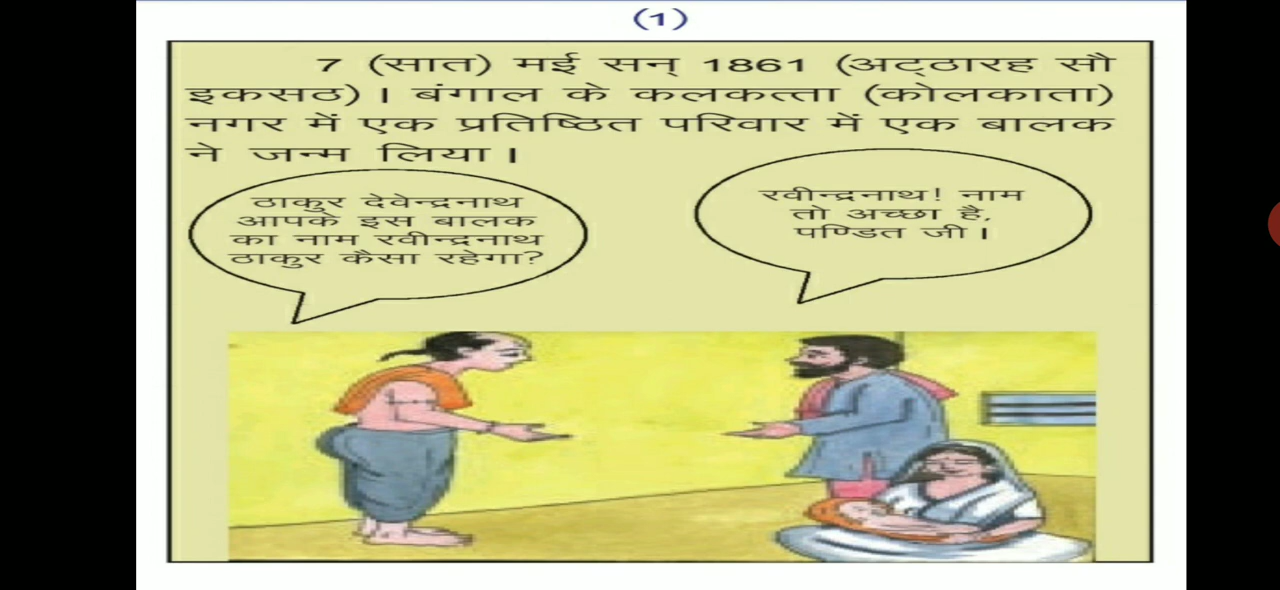 (1)
7 (सात) मई सन् 1861 (अट्ठारह सौ
इकसठ)। बंगाल के कलकत्ता (कोलकाता)
नगर में एक प्रतिष्ठित परिवार में एक बालक
ने जन्म लिया।
ठाकुर देवेन्द्रनाथ
आपके इस बालक
का नाम रवीन्द्रनाथ
ठाकुर कैसा रहेगा?
रवीन्द्रनाथ! नाम
तो अच्छा है,
पण्डित जी।